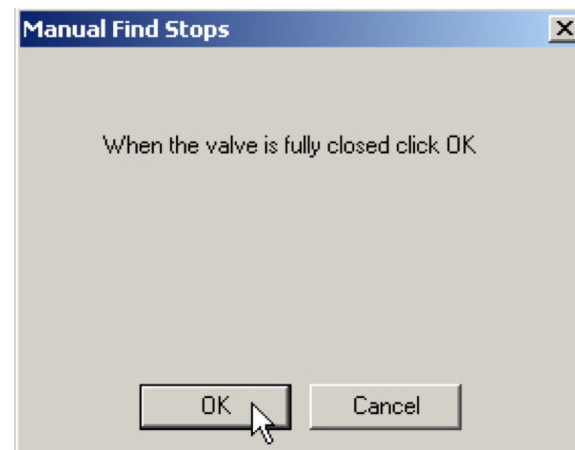 Manual Find Stops
When the valve is fully closed click OK
OK
Cancel